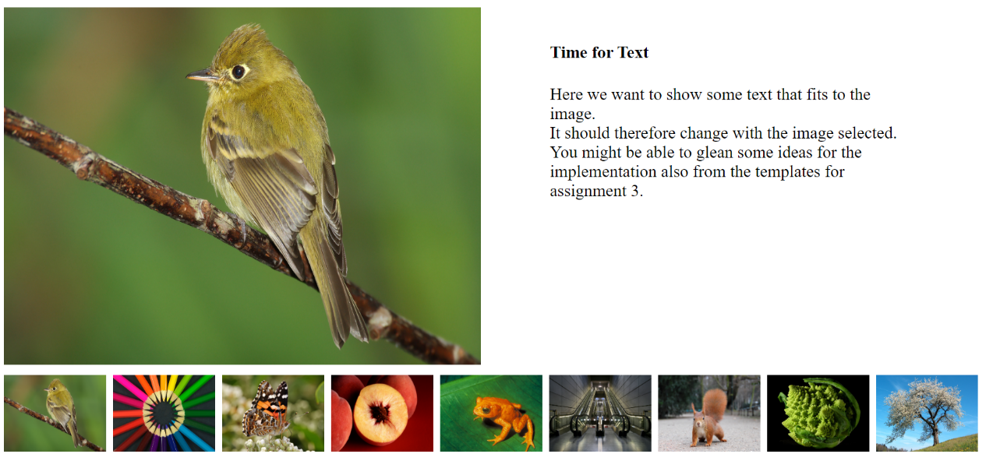 Time for Text
Here we want to show some text that fits to the
image.
It should therefore change with the image selected.
You might be able to glean some ideas for the
implementation also from the templates for
assignment 3.